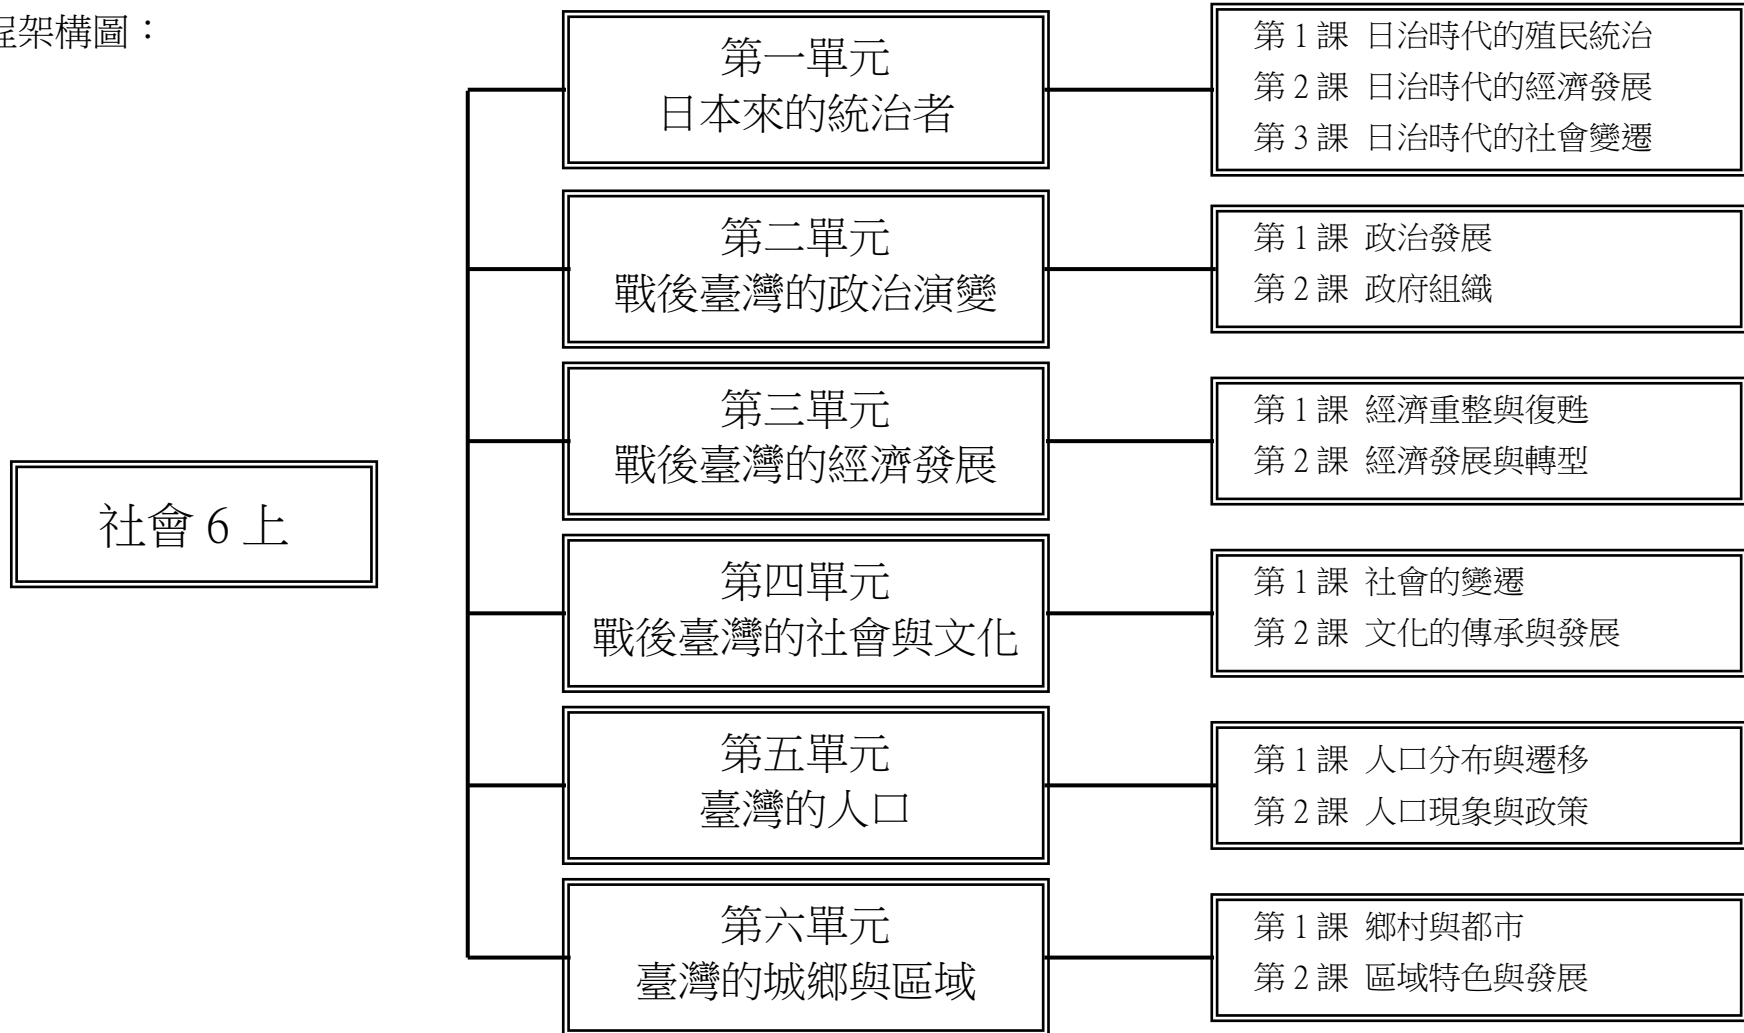 程架構圖：
第一單元
日本來的統治者
第 1 課 日治時代的殖民統治
第 2 課 日治時代的經濟發展
第 3 課 日治時代的社會變遷
第二單元
戰後臺灣的政治演變
第 1 課 政治發展
第 2 課 政府組織
第三單元
戰後臺灣的經濟發展
第 1 課 經濟重整與復甦
第 2 課 經濟發展與轉型
社會 6 上
第四單元
戰後臺灣的社會與文化
第 1 課 社會的變遷
第 2 課 文化的傳承與發展
第五單元
臺灣的人口
第 1 課 人口分布與遷移
第 2 課 人口現象與政策
第六單元
臺灣的城鄉與區域
第 1 課 鄉村與都市
第 2 課 區域特色與發展